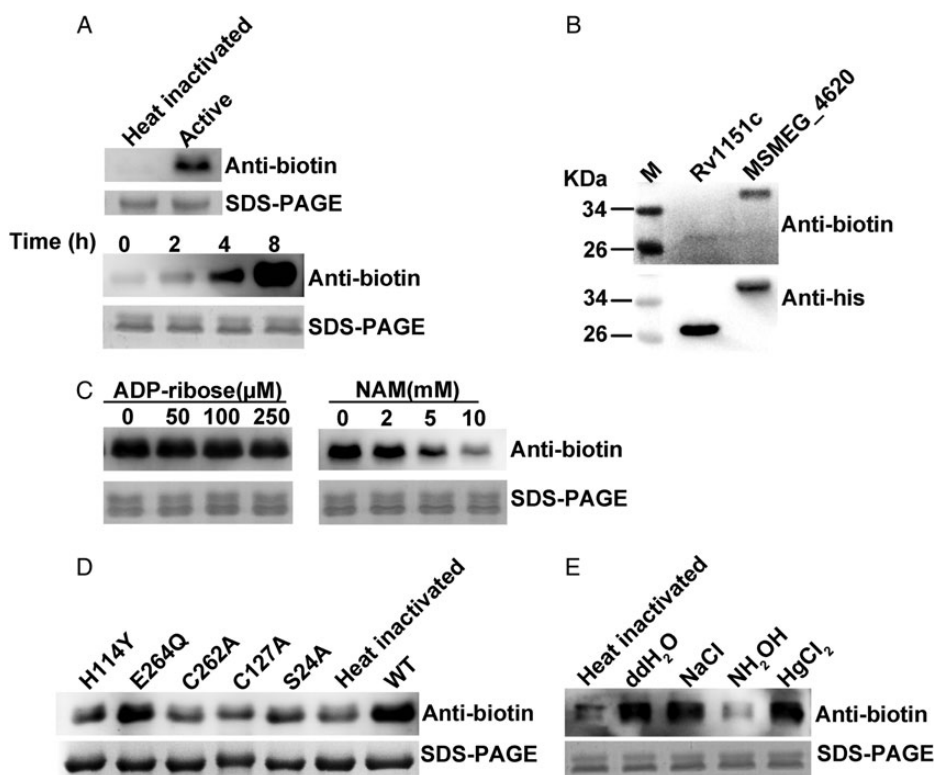 A
Heat inactivated
Active
Anti-biotin
SDS-PAGE
Time (h) 0 2 4 8
Anti-biotin
SDS-PAGE
B
KDa M Rv1151c MSMEG_4620
34
26
Anti-biotin
34
26
Anti-his
C
ADP-ribose(µM) NAM(mM)
0 50 100 250 0 2 5 10
Anti-biotin
SDS-PAGE
D
H114Y E264Q C262A C127A S24A Heat inactivated WT
Anti-biotin
SDS-PAGE
E
Heat inactivated ddH₂O NaCl NH₂OH HgCl₂
Anti-biotin
SDS-PAGE